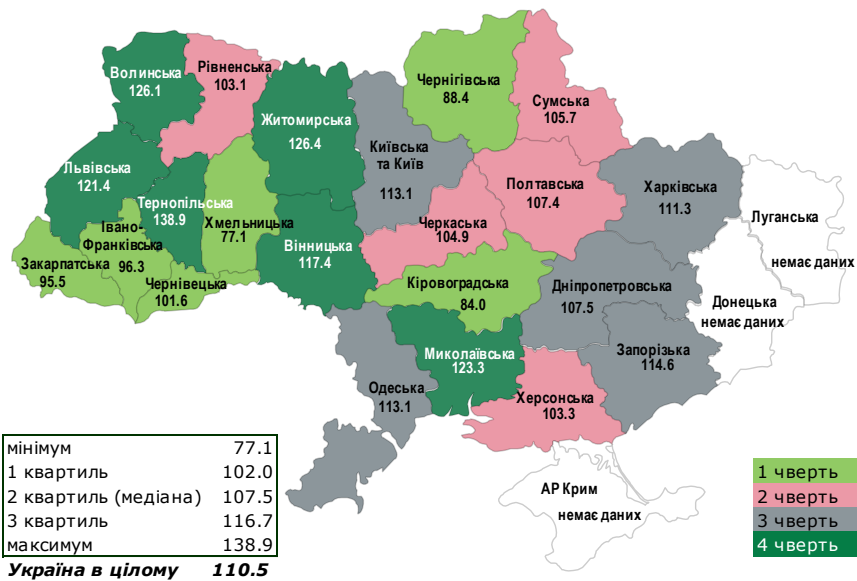 Волинська
126.1
Рівненська
103.1
Житомирська
126.4
Київська
та Київ
113.1
Чернігівська
88.4
Сумська
105.7
Львівська
121.4
Тернопільська
138.9
Хмельницька
77.1
Івано-
Франківська
96.3
Закарпатська
95.5
Чернівецька
101.6
Вінницька
117.4
Черкаська
104.9
Полтавська
107.4
Харківська
111.3
Луганська
немає даних
Кіровоградська
84.0
Дніпропетровська
107.5
Донецька
немає даних
Миколаївська
123.3
Запорізька
114.6
Одеська
113.1
Херсонська
103.3
АР Крим
немає даних
мінімум 77.1
1 квартиль 102.0
2 квартиль (медіана) 107.5
3 квартиль 116.7
максимум 138.9
Україна в цілому 110.5
1 чверть
2 чверть
3 чверть
4 чверть